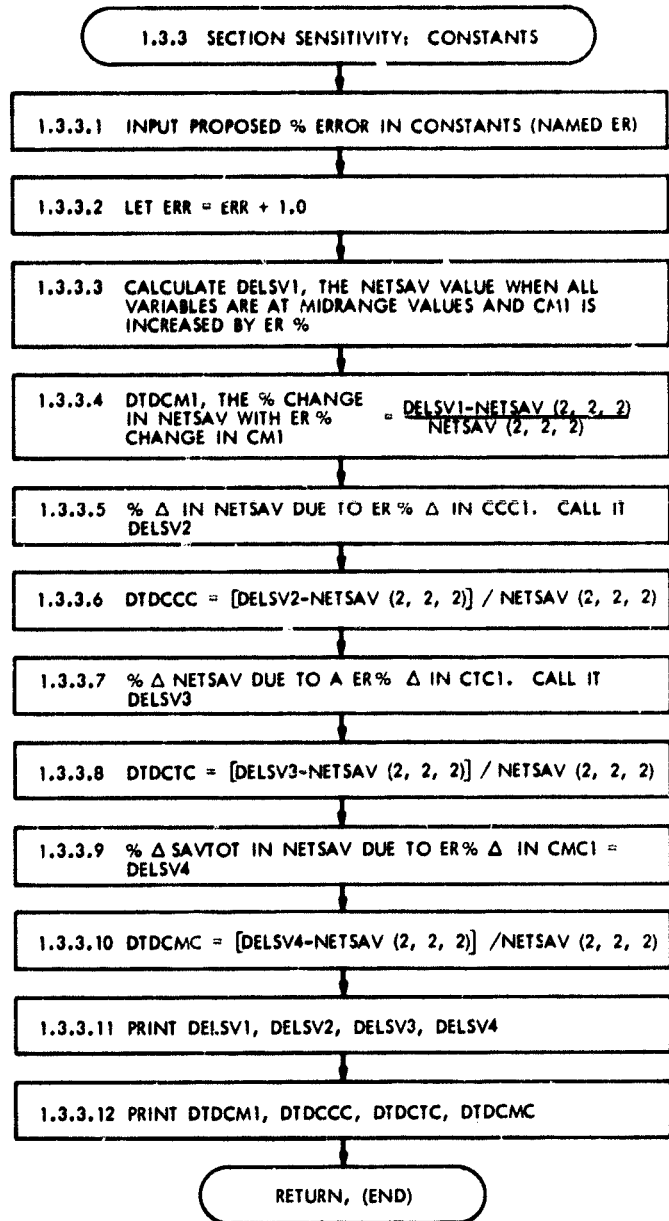 1.3.3 SECTION SENSITIVITY: CONSTANTS
1.3.3.1 INPUT PROPOSED % ERROR IN CONSTANTS (NAMED ER)
1.3.3.2 LET ERR = ERR + 1.0
1.3.3.3 CALCULATE DELSV1, THE NETSAV VALUE WHEN ALL
VARIABLES ARE AT MIDRANGE VALUES AND CM1 IS
INCREASED BY ER %
1.3.3.4 DTDCM1, THE % CHANGE
IN NETSAV WITH ER %
CHANGE IN CM1
= DELSV1-NETSAV (2, 2, 2)
NETSAV (2, 2, 2)
1.3.3.5 % Δ IN NETSAV DUE TO ER % Δ IN CCC1. CALL IT
DELSV2
1.3.3.6 DTDCCC = [DELSV2-NETSAV (2, 2, 2)] / NETSAV (2, 2, 2)
1.3.3.7 % Δ NETSAV DUE TO A ER% Δ IN CTC1. CALL IT
DELSV3
1.3.3.8 DTDCTC = [DELSV3-NETSAV (2, 2, 2)] / NETSAV (2, 2, 2)
1.3.3.9 % Δ SAVTOT IN NETSAV DUE TO ER% Δ IN CMC1 =
DELSV4
1.3.3.10 DTDCMC = [DELSV4-NETSAV (2, 2, 2)] /NETSAV (2, 2, 2)
1.3.3.11 PRINT DELSV1, DELSV2, DELSV3, DELSV4
1.3.3.12 PRINT DTDCM1, DTDCCC, DTDCTC, DTDCMC
RETURN, (END)